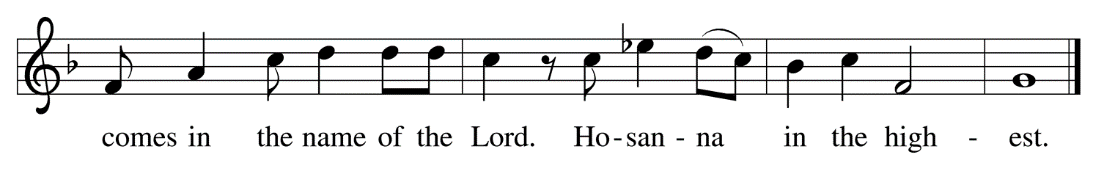 comes in the name of the Lord. Ho - san - na in the high - est.